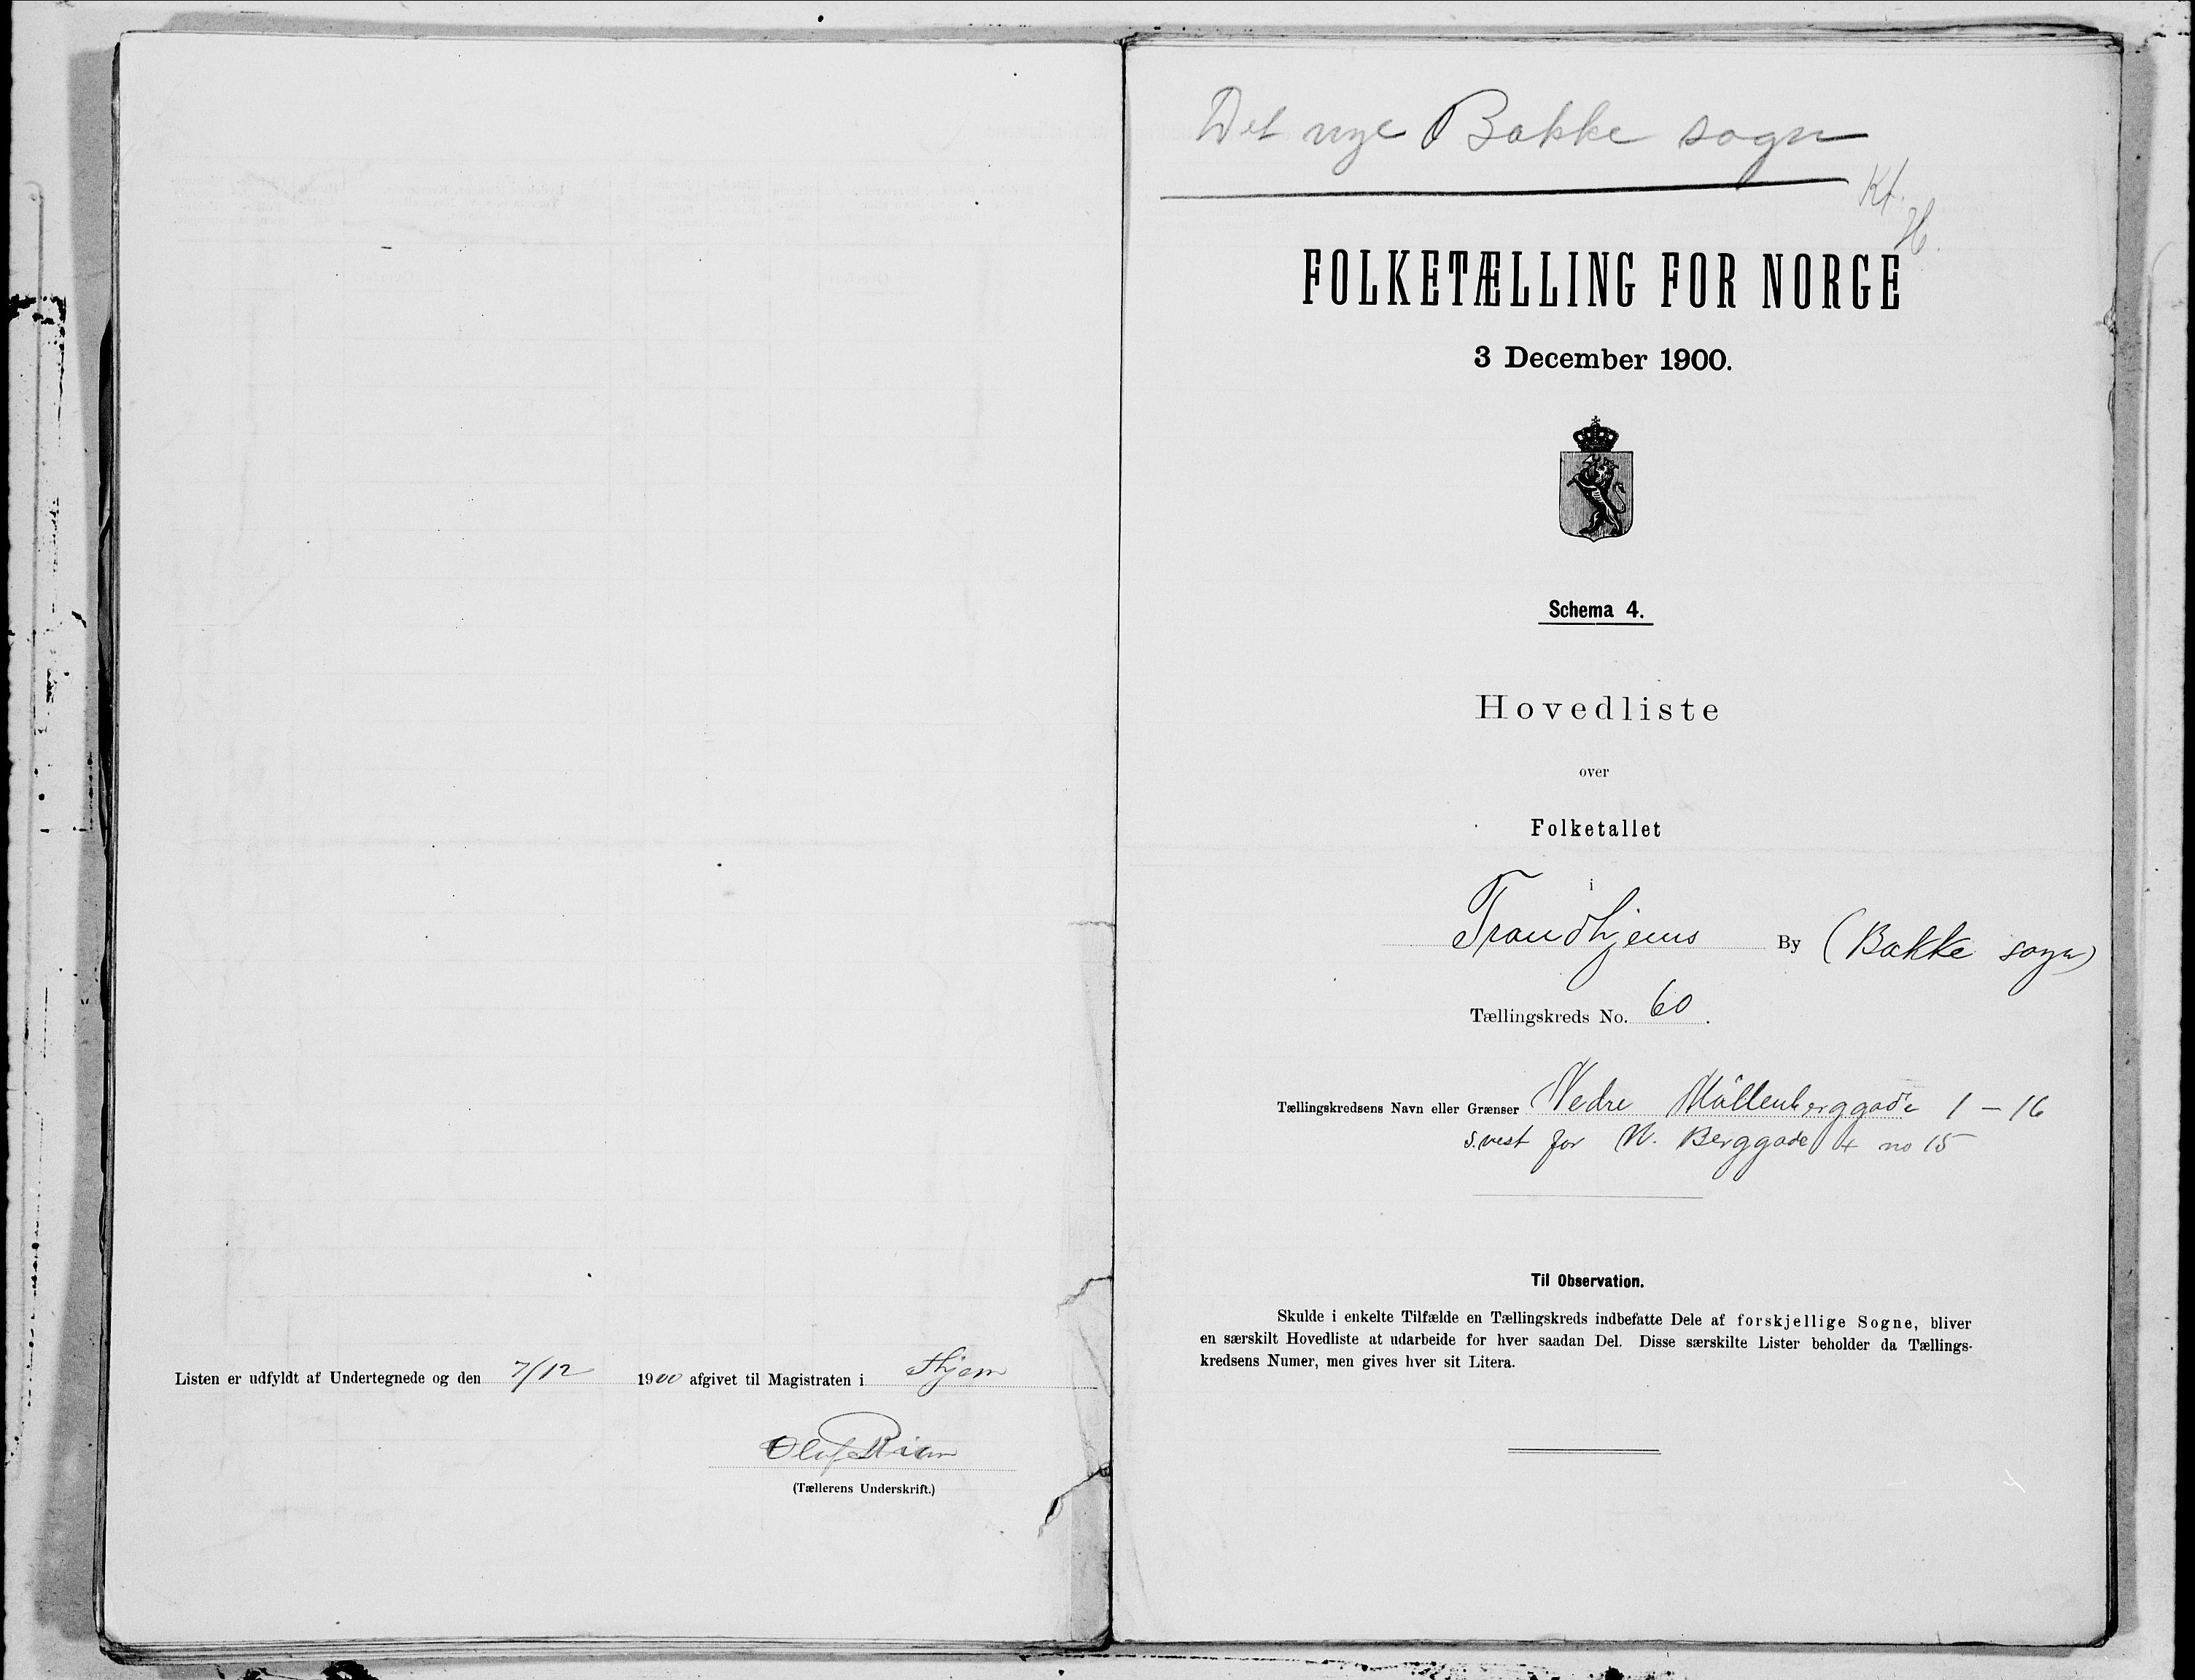 Listen er udfyldt af Undertegnede og den 7/12 1900 afgivet til Magistraten i Thjem
Olaf Rian
(Tællerens Underskrift.)
Det nye Bakke sogn
Kt.
H.
FOLKETÆLLING FOR NORGE
3 December 1900.
Schema 4.
Hovedliste
over
Folketallet
i
Trondhjems By (Bakke sogn)
Tællingskreds No. 60.
Tællingskredsens Navn eller Grænser Nedre Möllenberggade 1 – 16
s.vest for N. Berggade + no 15
Til Observation.
Skulde i enkelte Tilfælde en Tællingskreds indbefatte Dele af forskjellige Sogne, bliver
en særskilt Hovedliste at udarbeide for hver saadan Del. Disse særskilte Lister beholder da Tællings-
kredsens Numer, men gives hver sit Litera.